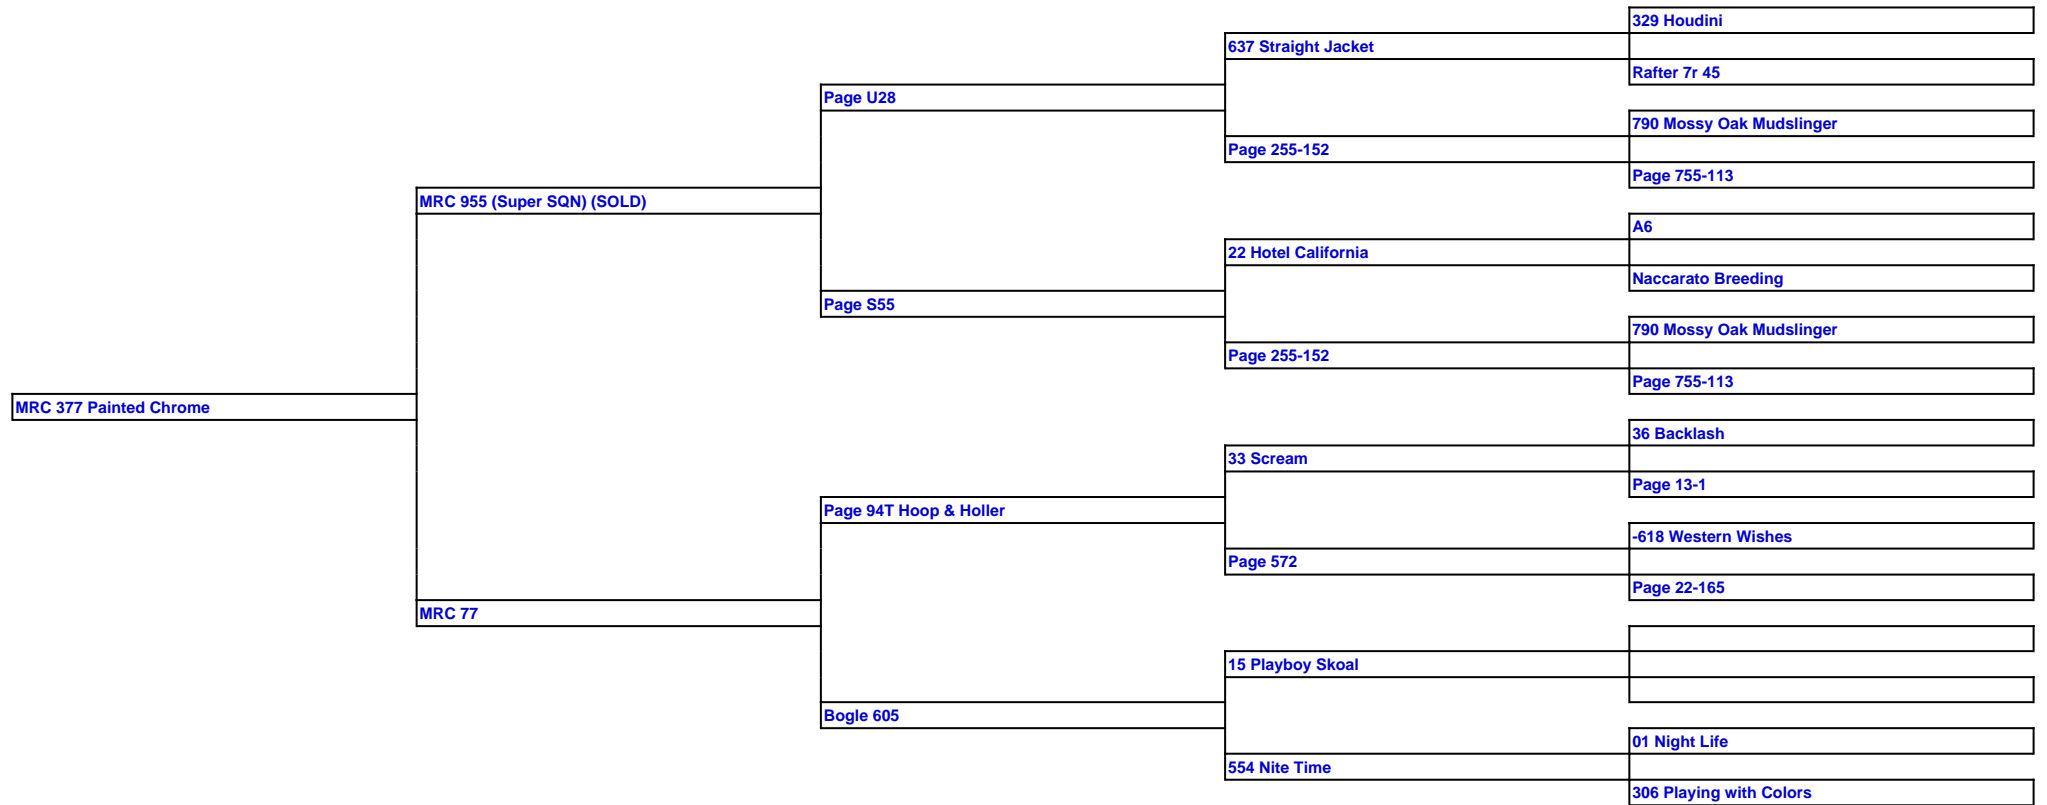 329 Houdini
637 Straight Jacket
Rafter 7r 45
Page U28
790 Mossy Oak Mudslinger
Page 255-152
Page 755-113
MRC 955 (Super SQN) (SOLD)
A6
22 Hotel California
Naccarato Breeding
Page S55
790 Mossy Oak Mudslinger
Page 255-152
Page 755-113
MRC 377 Painted Chrome
36 Backlash
33 Scream
Page 13-1
Page 94T Hoop & Holler
-618 Western Wishes
Page 572
Page 22-165
MRC 77
15 Playboy Skoal
Bogle 605
01 Night Life
554 Nite Time
306 Playing with Colors